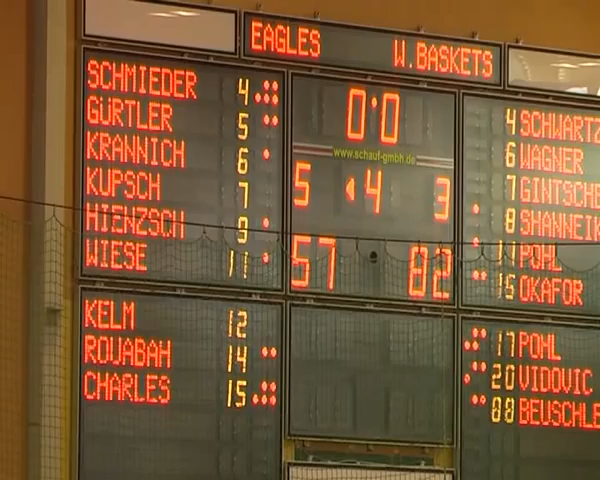 EAGLES W.BASKETS
SCHMIEDER 4
GÜRTLER 5
KRANNICH 6
KUPSCH 7
HIENZSCH 9
WIESE 11
KELM 12
ROUABAH 14
CHARLES 15
0:0
www.schauf-gmbh.de
5 4 3
57 82
4 SCHWARTZ
6 WAGNER
7 GINTSCHE
8 SHANNEIK
11 POHL
15 OKAFOR
17 POHL
20 VIDOVIC
88 BEUSCHLE